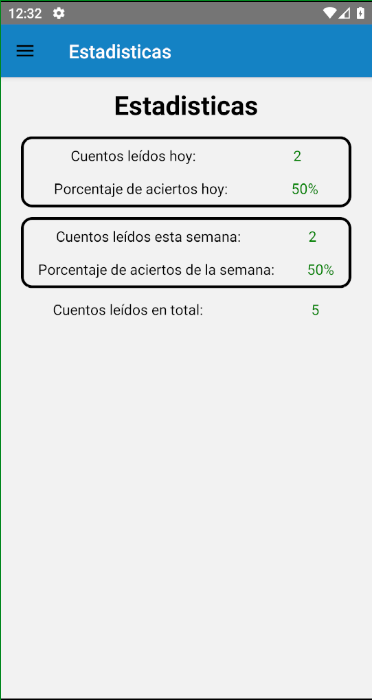 12:32
Estadisticas
Estadisticas
Cuentos leídos hoy: 2
Porcentaje de aciertos hoy: 50%
Cuentos leídos esta semana: 2
Porcentaje de aciertos de la semana: 50%
Cuentos leídos en total: 5